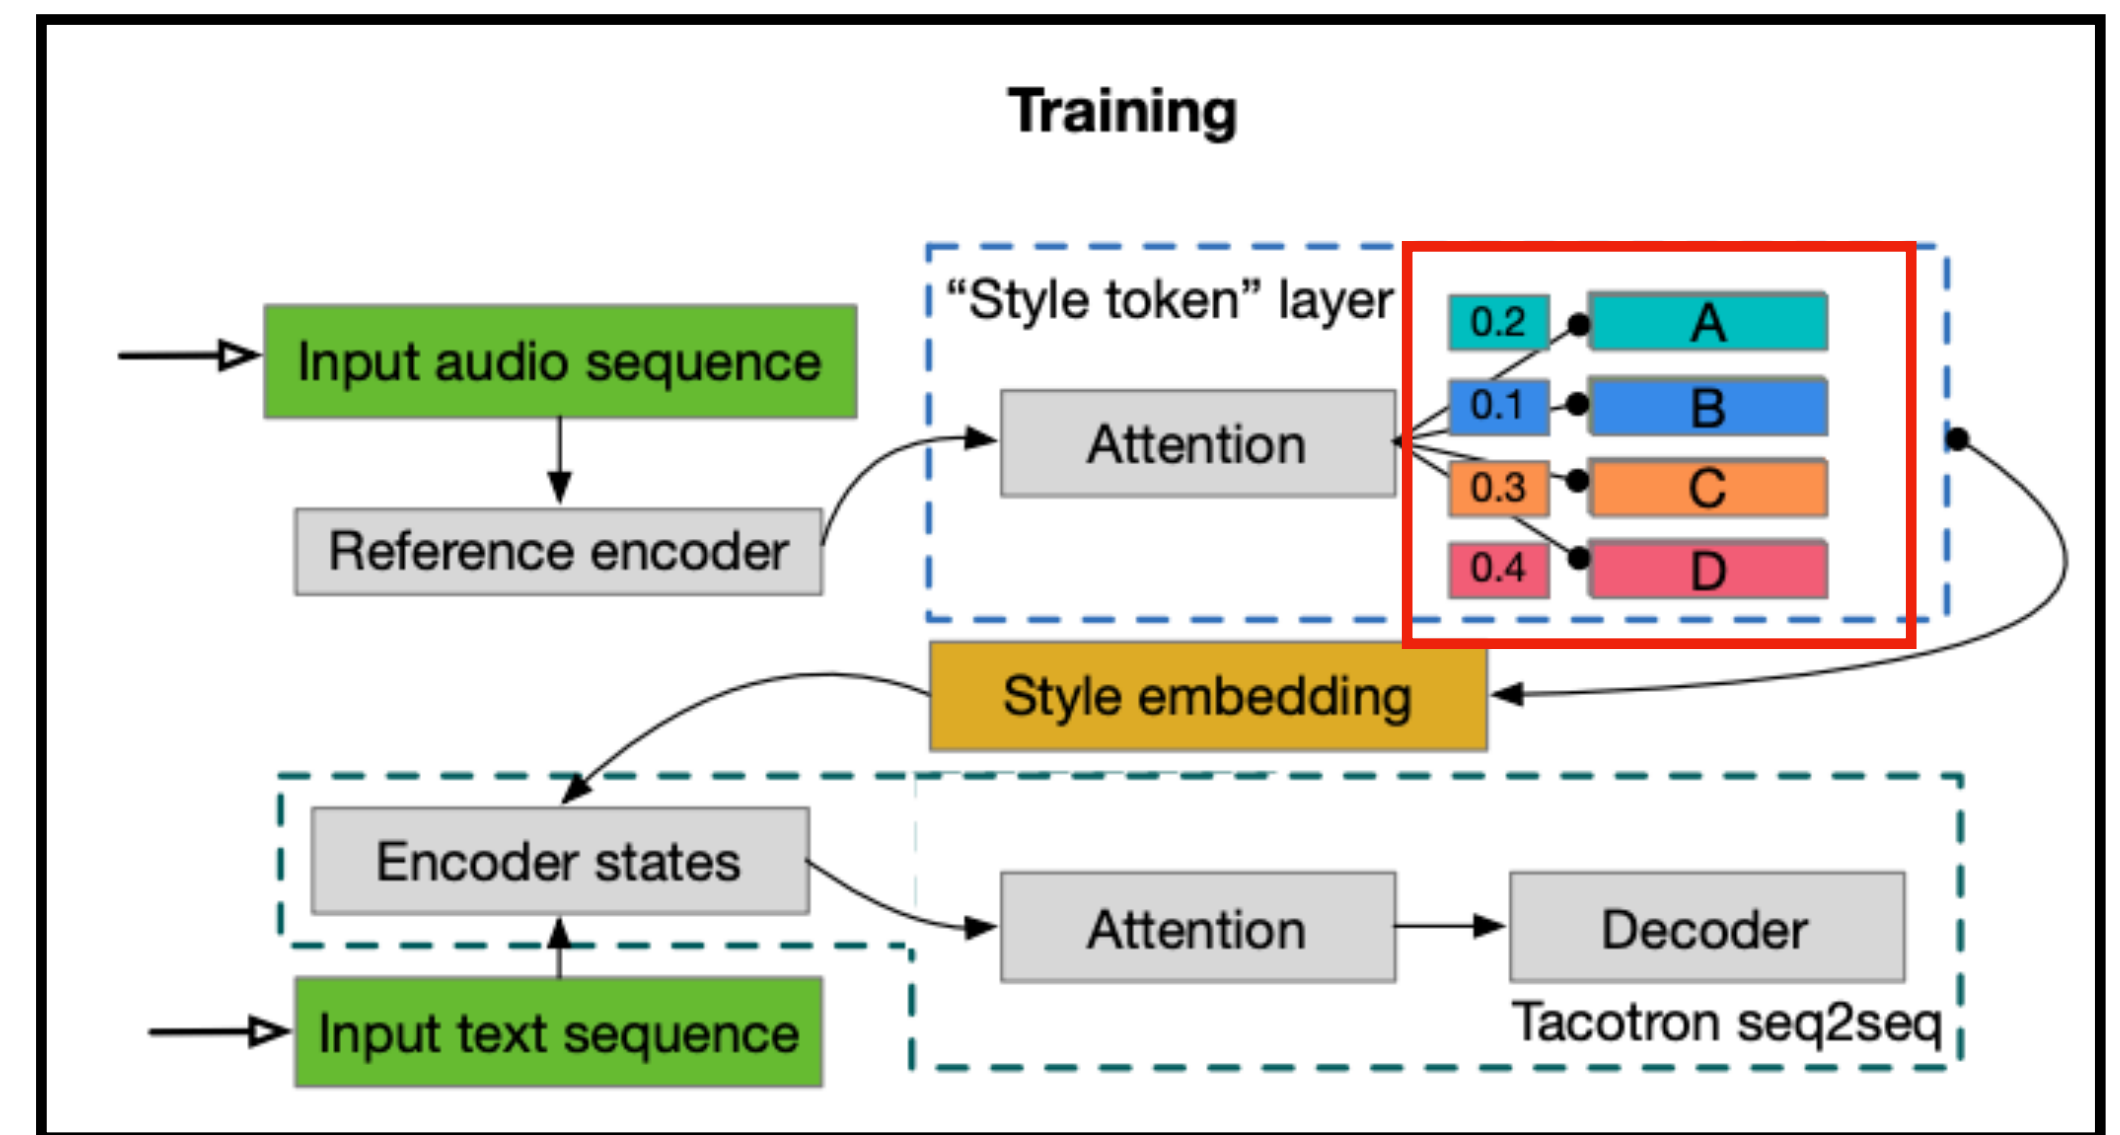 Training
“Style token” layer
Input audio sequence
Reference encoder
Attention
0.2 A
0.1 B
0.3 C
0.4 D
Style embedding
Encoder states
Input text sequence
Attention
Decoder
Tacotron seq2seq